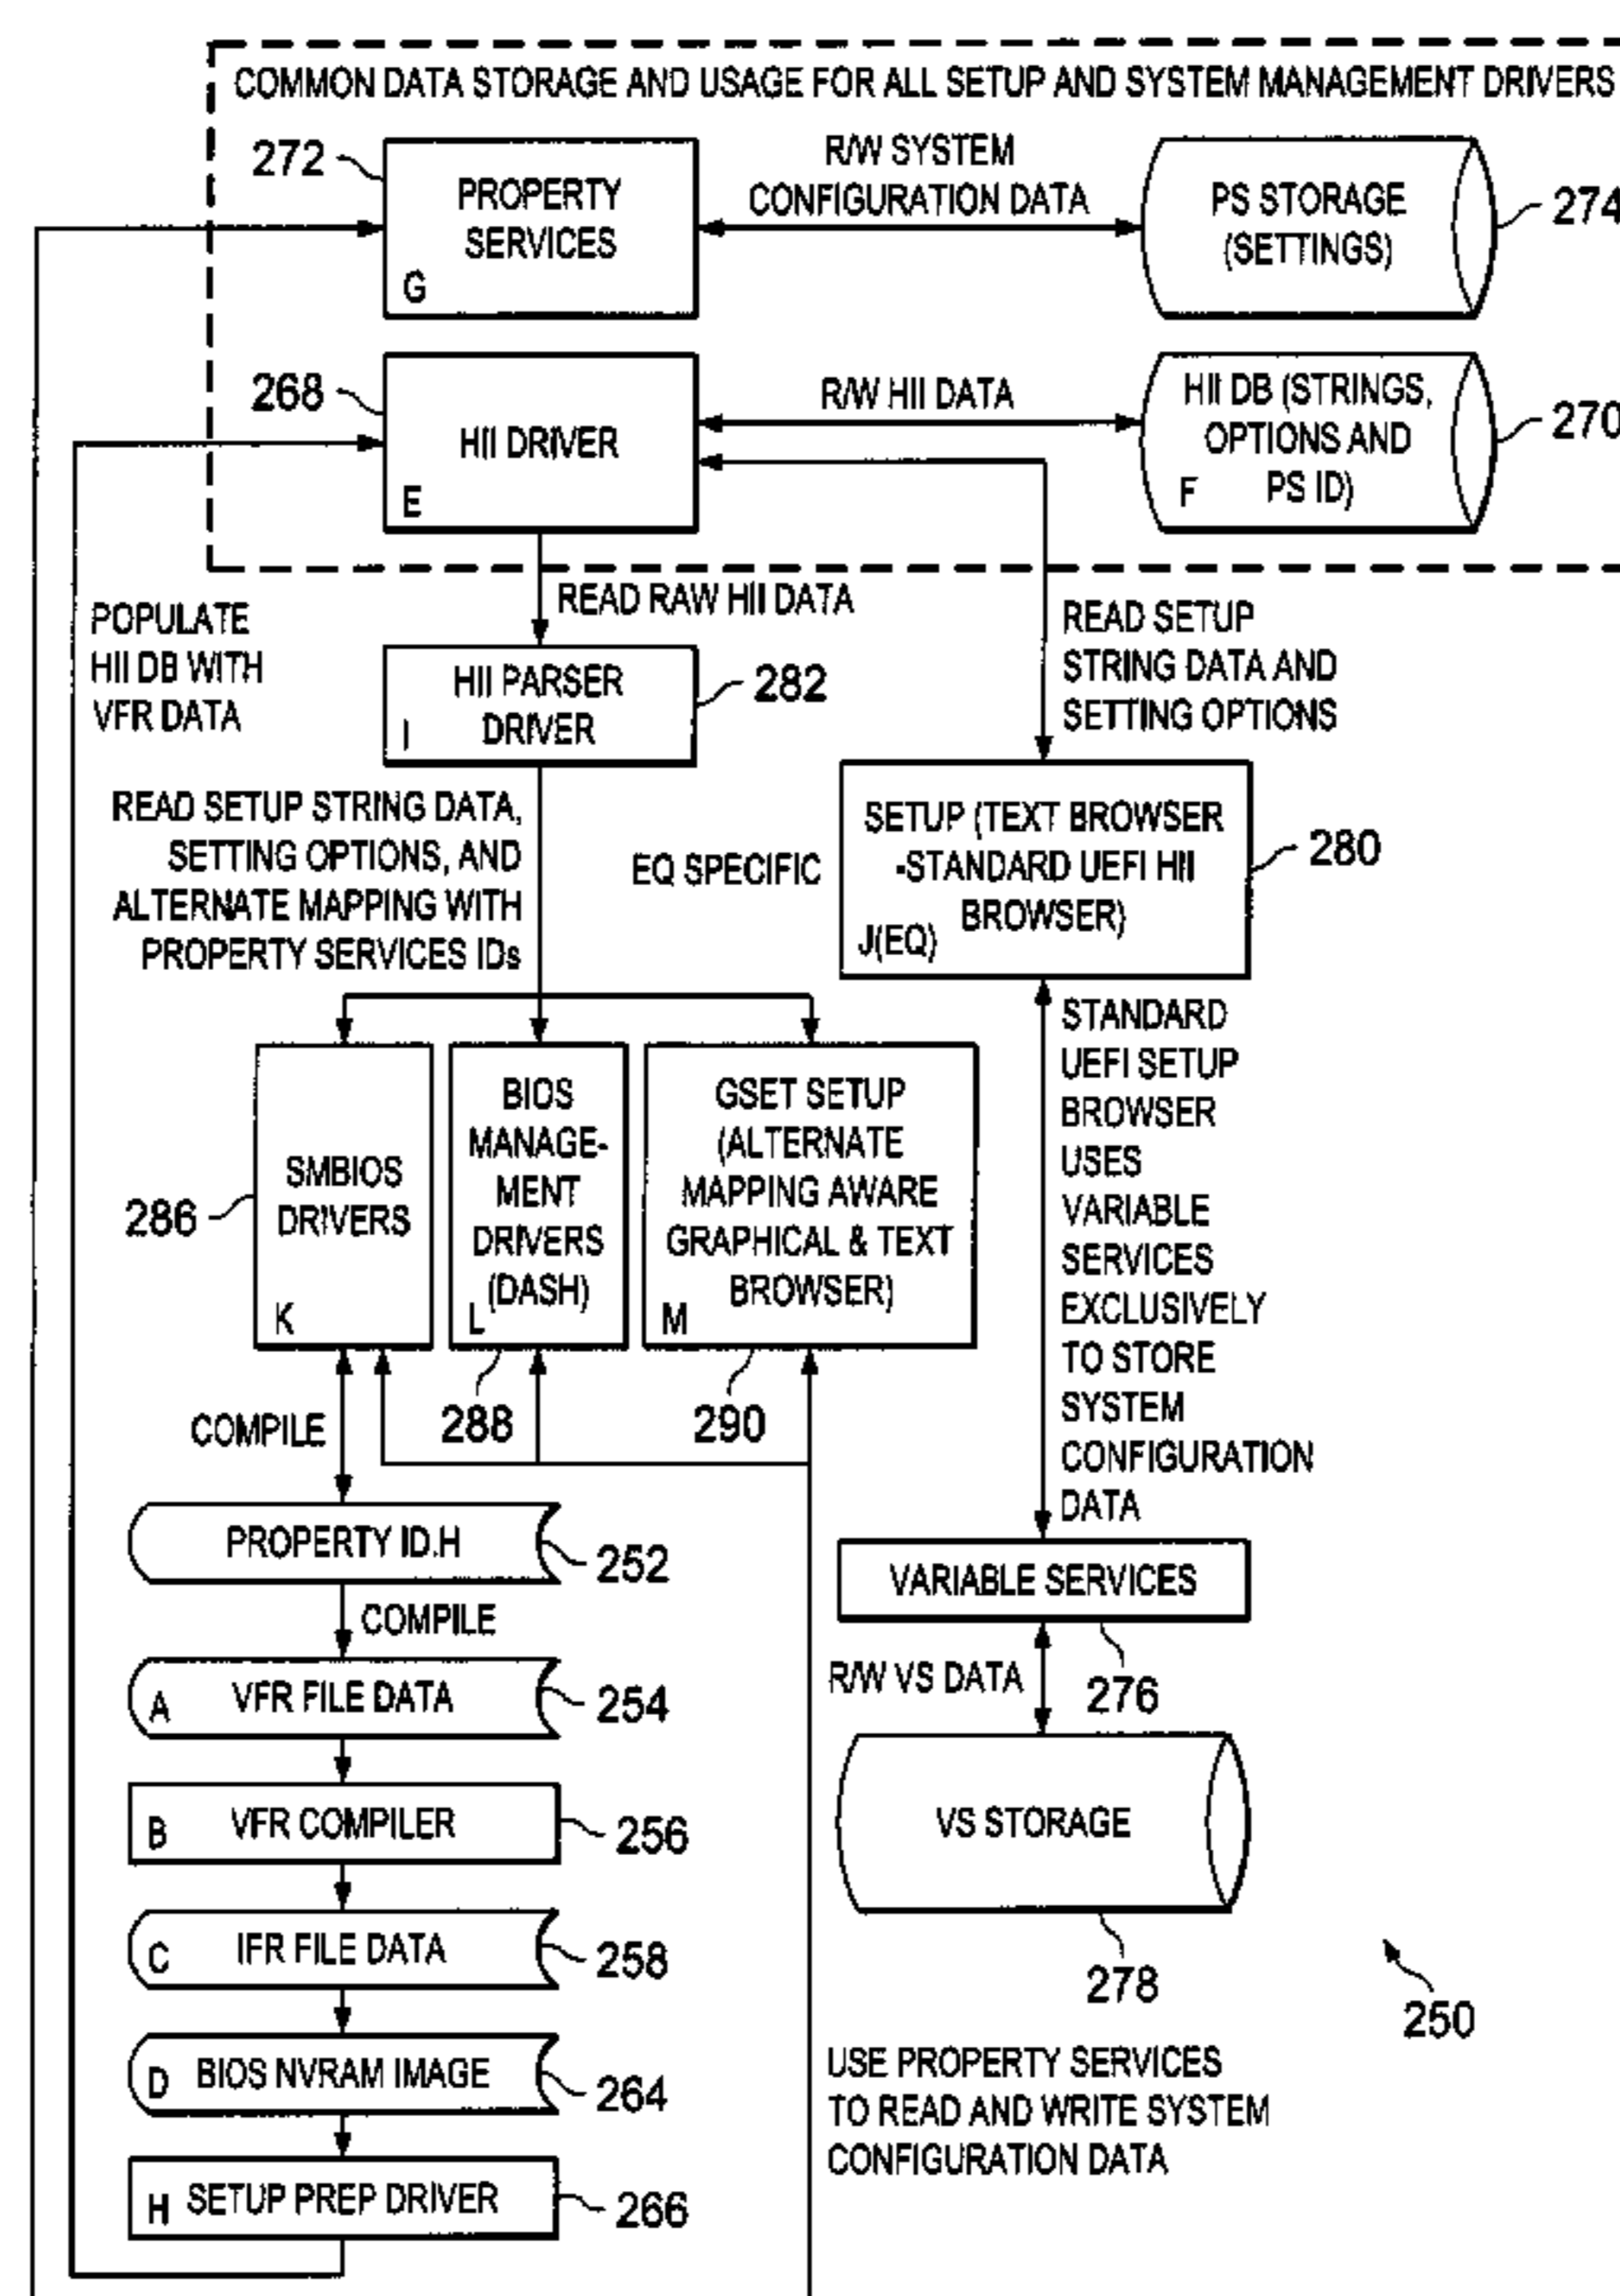 COMMON DATA STORAGE AND USAGE FOR ALL SETUP AND SYSTEM MANAGEMENT DRIVERS
272
PROPERTY
SERVICES
G
R/W SYSTEM
CONFIGURATION DATA
PS STORAGE
(SETTINGS)
274
268
HII DRIVER
E
R/W HII DATA
HII DB (STRINGS,
OPTIONS AND
F PS ID)
270
POPULATE
HII DB WITH
VFR DATA
READ RAW HII DATA
HII PARSER
I DRIVER
282
READ SETUP
STRING DATA AND
SETTING OPTIONS
READ SETUP STRING DATA,
SETTING OPTIONS, AND
ALTERNATE MAPPING WITH
PROPERTY SERVICES IDs
EQ SPECIFIC
SETUP (TEXT BROWSER
-STANDARD UEFI HII
BROWSER)
J(EQ)
280
286
SMBIOS
DRIVERS
K
BIOS
MANAGE-
MENT
DRIVERS
(DASH)
L
288
GSET SETUP
(ALTERNATE
MAPPING AWARE
GRAPHICAL & TEXT
BROWSER)
M
290
STANDARD
UEFI SETUP
BROWSER
USES
VARIABLE
SERVICES
EXCLUSIVELY
TO STORE
SYSTEM
CONFIGURATION
DATA
COMPILE
PROPERTY ID.H
252
COMPILE
A VFR FILE DATA
254
B VFR COMPILER
256
C IFR FILE DATA
258
D BIOS NVRAM IMAGE
264
H SETUP PREP DRIVER
266
VARIABLE SERVICES
276
R/W VS DATA
VS STORAGE
278
250
USE PROPERTY SERVICES
TO READ AND WRITE SYSTEM
CONFIGURATION DATA